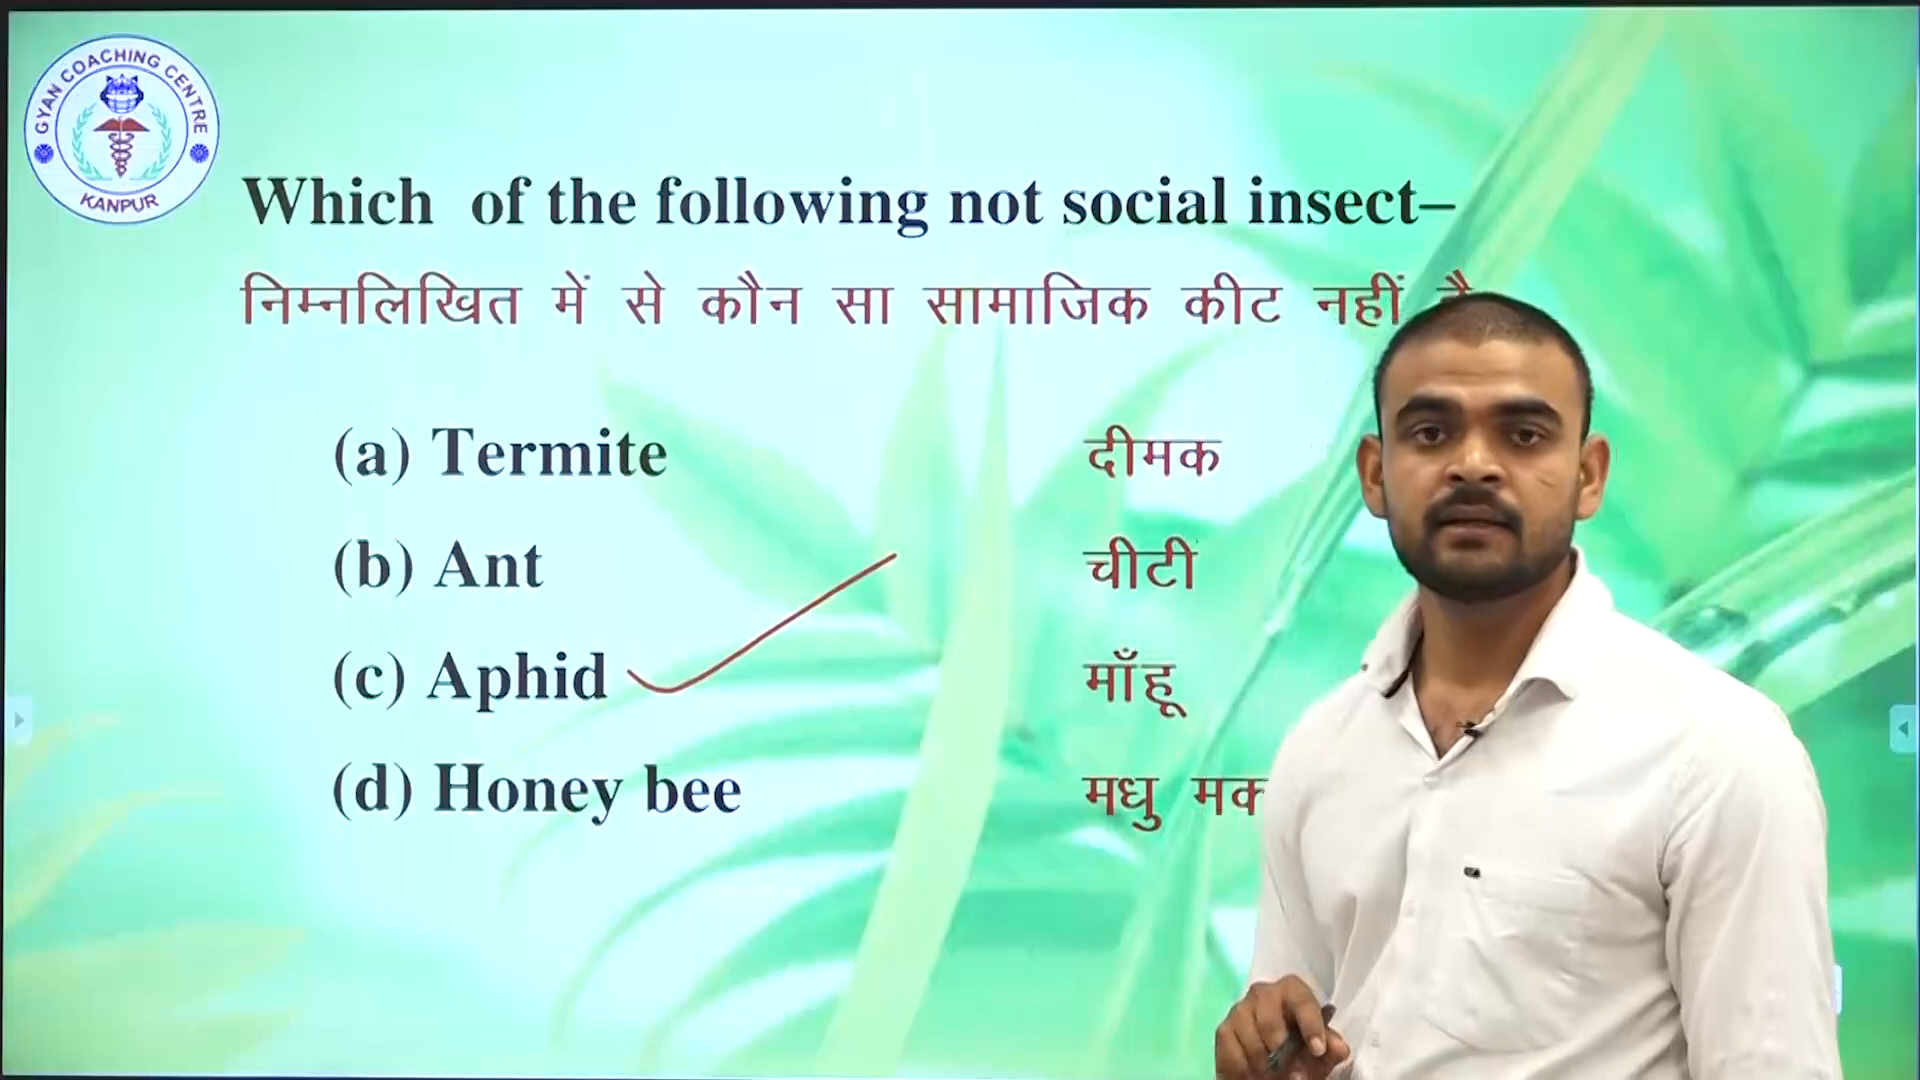 GYAN COACHING CENTRE
KANPUR
Which of the following not social insect–
निम्नलिखित में से कौन सा सामाजिक कीट नहीं
(a) Termite दीमक
(b) Ant चीटी
(c) Aphid माँहू
(d) Honey bee मधु